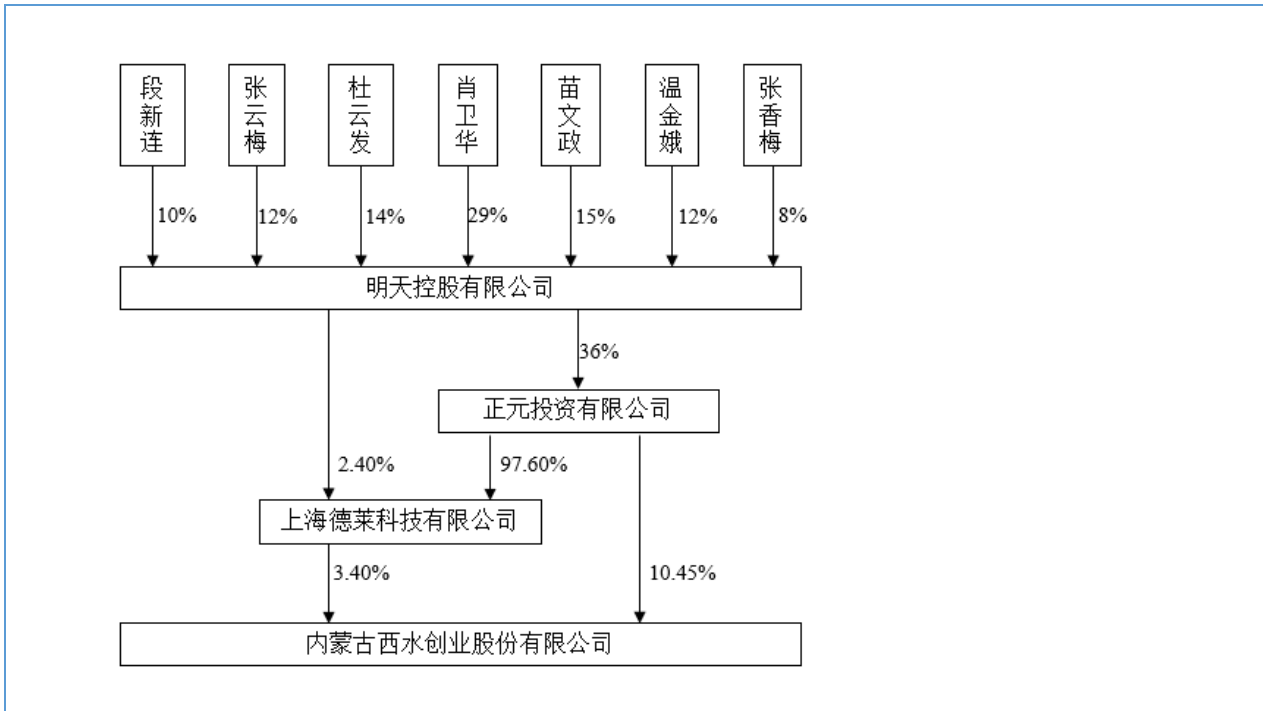 段新连
张云梅
杜云发
肖卫华
苗文政
温金娥
张香梅
10%
12%
14%
29%
15%
12%
8%
明天控股有限公司
36%
正元投资有限公司
2.40%
97.60%
上海德莱科技有限公司
3.40%
10.45%
内蒙古西水创业股份有限公司